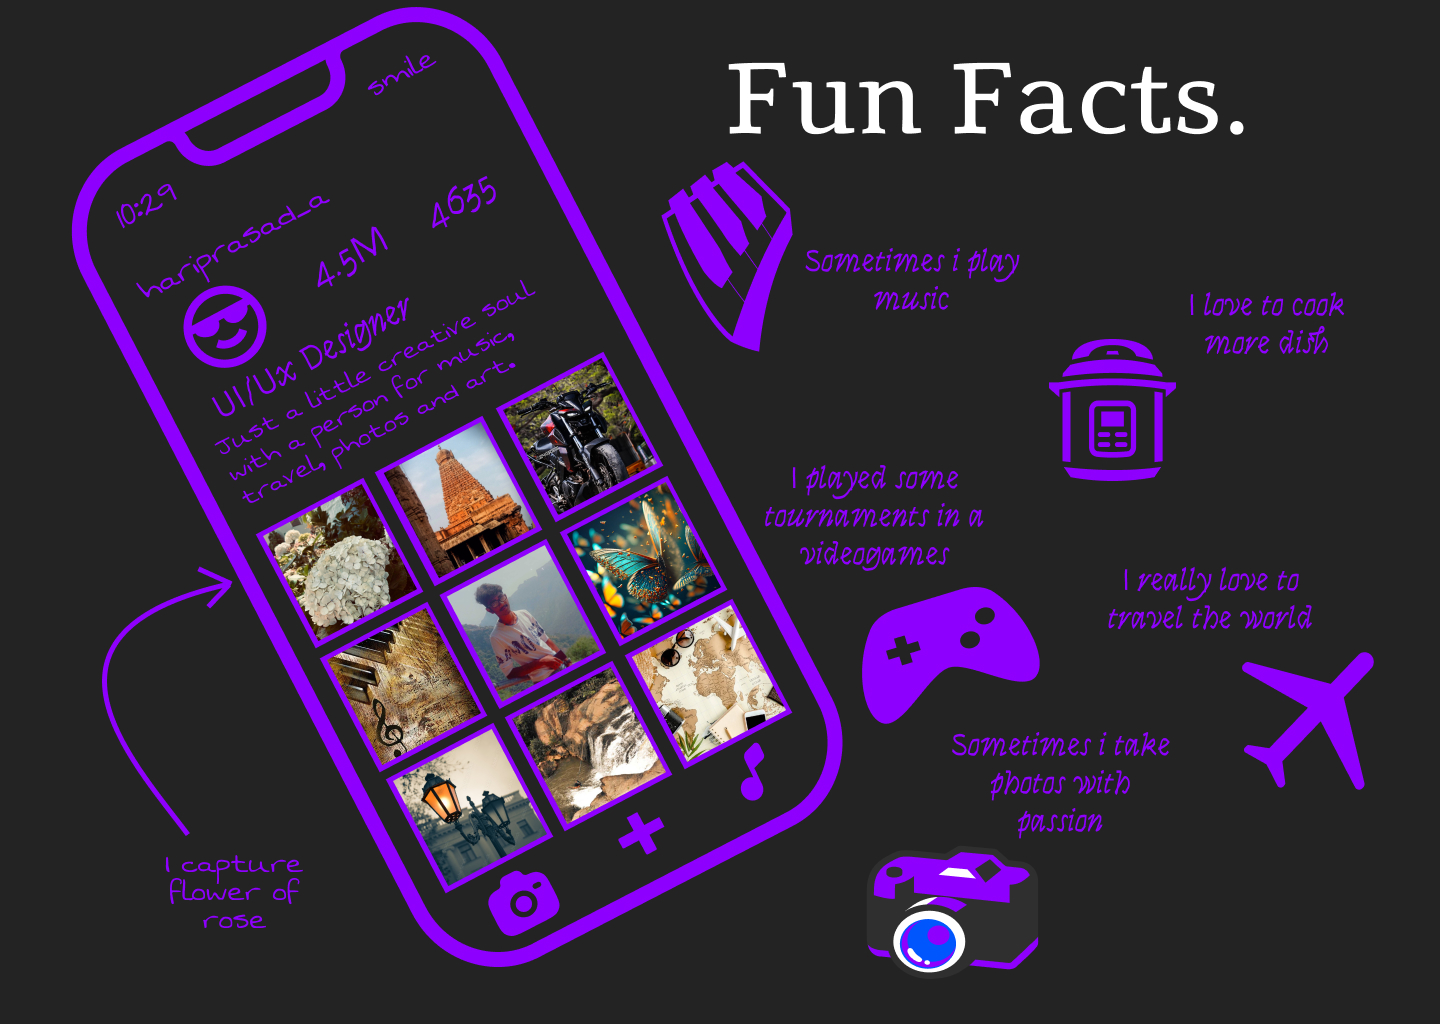 Fun Facts.
smile
10:29
hariprasad_a
4.5M
4635
UI/Ux Designer
Just a little creative soul
with a person for music,
travel, photos and art.
Sometimes i play
music
I love to cook
more dish
I played some
tournaments in a
videogames
I really love to
travel the world
Sometimes i take
photos with
passion
I capture
flower of
rose